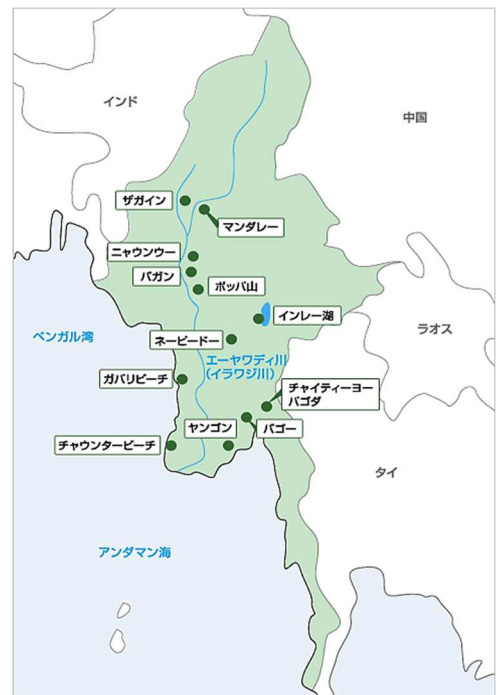 インド
中国
ザガイン
マンダレー
ニャウンウー
バガン
ポッパ山
インレー湖
ベンガル湾
ネーピードー
ラオス
エーヤワディ川
(イラワジ川)
ガパリビーチ
チャイティーヨー
パゴダ
ヤンゴン
バゴー
チャウンタービーチ
タイ
アンダマン海